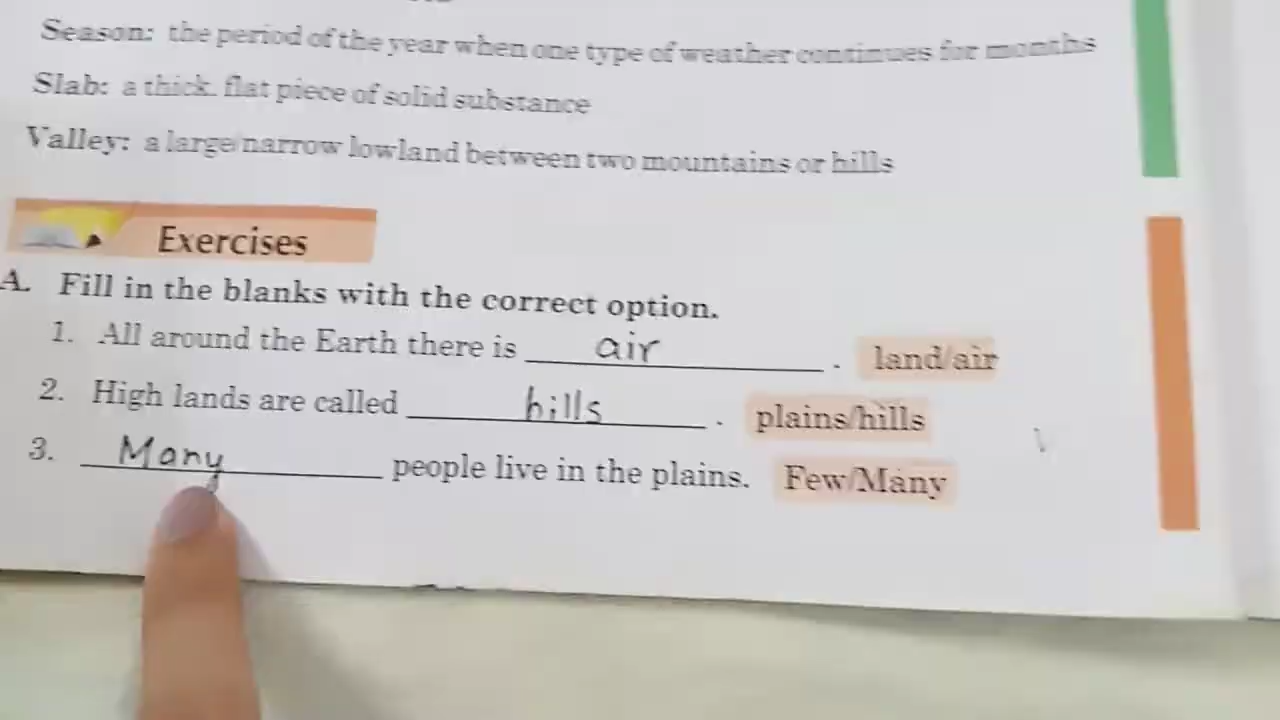 Season: the period of the year when one type of weather continues for months
Slab: a thick, flat piece of solid substance
Valley: a large/narrow lowland between two mountains or hills
Exercises
A. Fill in the blanks with the correct option.
1. All around the Earth there is air . land/air
2. High lands are called hills . plains/hills
3. Many people live in the plains. Few/Many